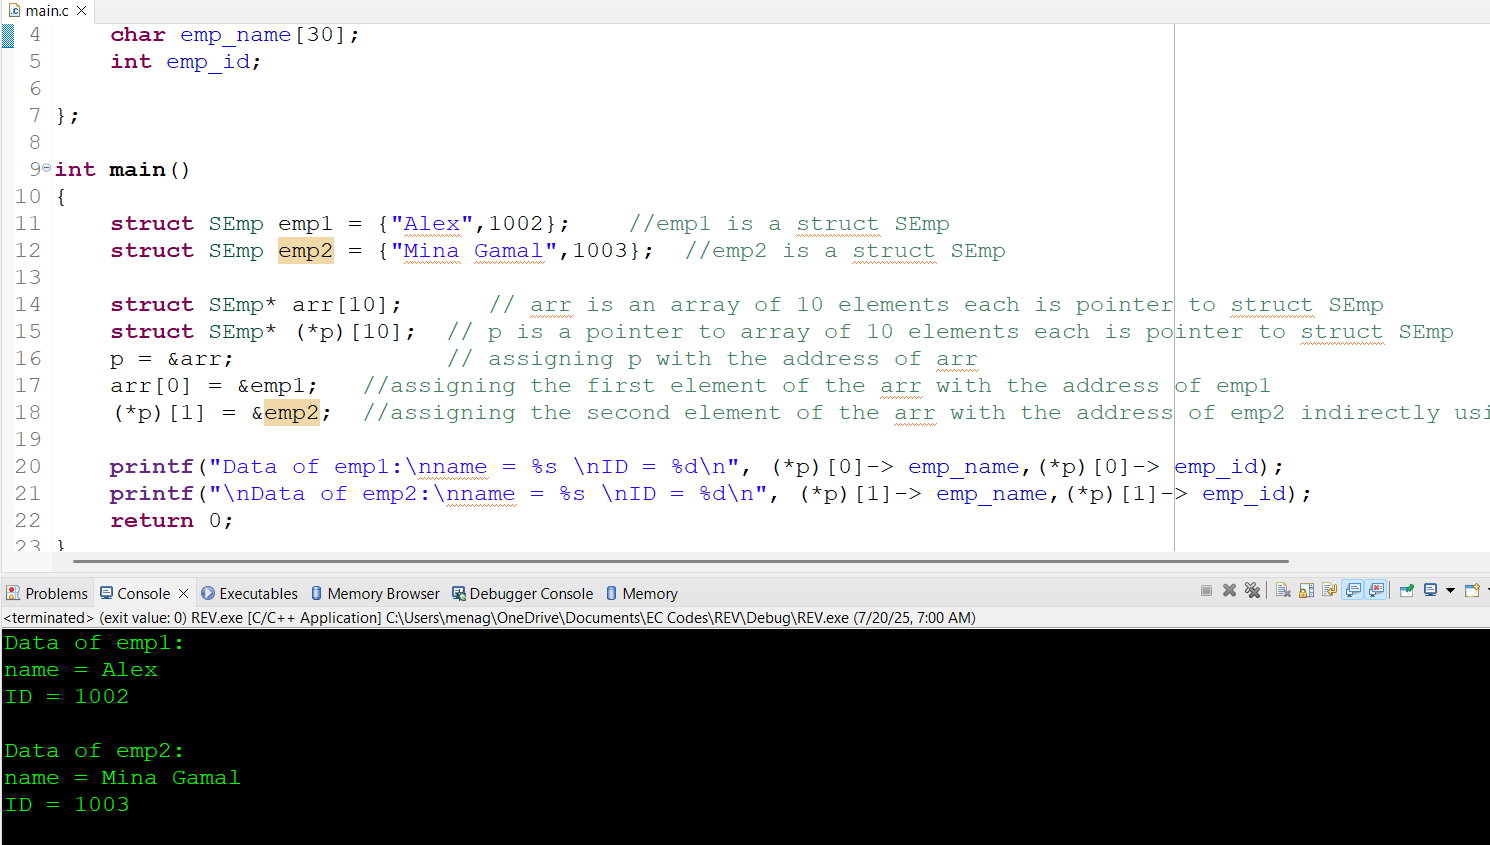 main.c
4 char emp_name[30];
5 int emp_id;
6
7 };
8
9 int main()
10 {
11 struct SEmp emp1 = {"Alex",1002}; //emp1 is a struct SEmp
12 struct SEmp emp2 = {"Mina Gamal",1003}; //emp2 is a struct SEmp
13
14 struct SEmp* arr[10]; // arr is an array of 10 elements each is pointer to struct SEmp
15 struct SEmp* (*p)[10]; // p is a pointer to array of 10 elements each is pointer to struct SEmp
16 p = &arr; // assigning p with the address of arr
17 arr[0] = &emp1; //assigning the first element of the arr with the address of emp1
18 (*p)[1] = &emp2; //assigning the second element of the arr with the address of emp2 indirectly usi
19
20 printf("Data of emp1:\nname = %s \nID = %d\n", (*p)[0]-> emp_name,(*p)[0]-> emp_id);
21 printf("\nData of emp2:\nname = %s \nID = %d\n", (*p)[1]-> emp_name,(*p)[1]-> emp_id);
22 return 0;
23 }
Problems Console Executables Memory Browser Debugger Console Memory
<terminated> (exit value: 0) REV.exe [C/C++ Application] C:\Users\menag\OneDrive\Documents\EC Codes\REV\Debug\REV.exe (7/20/25, 7:00 AM)
Data of emp1:
name = Alex
ID = 1002
Data of emp2:
name = Mina Gamal
ID = 1003